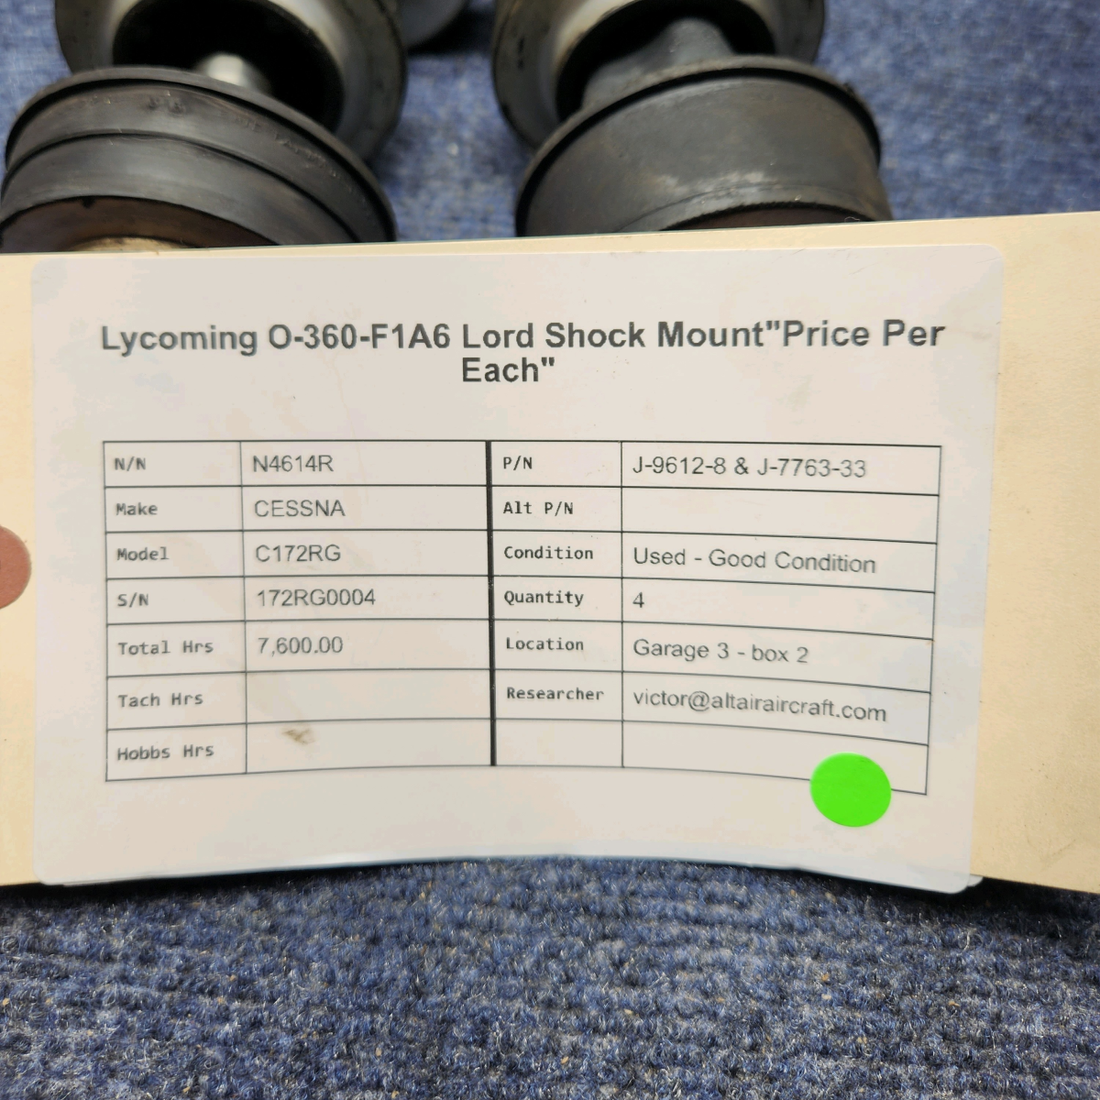 Lycoming O-360-F1A6 Lord Shock Mount"Price Per
Each"
N/N N4614R P/N J-9612-8 & J-7763-33
Make CESSNA Alt P/N
Model C172RG Condition Used - Good Condition
S/N 172RG0004 Quantity 4
Total Hrs 7,600.00 Location Garage 3 - box 2
Tach Hrs Researcher victor@altairaircraft.com
Hobbs Hrs